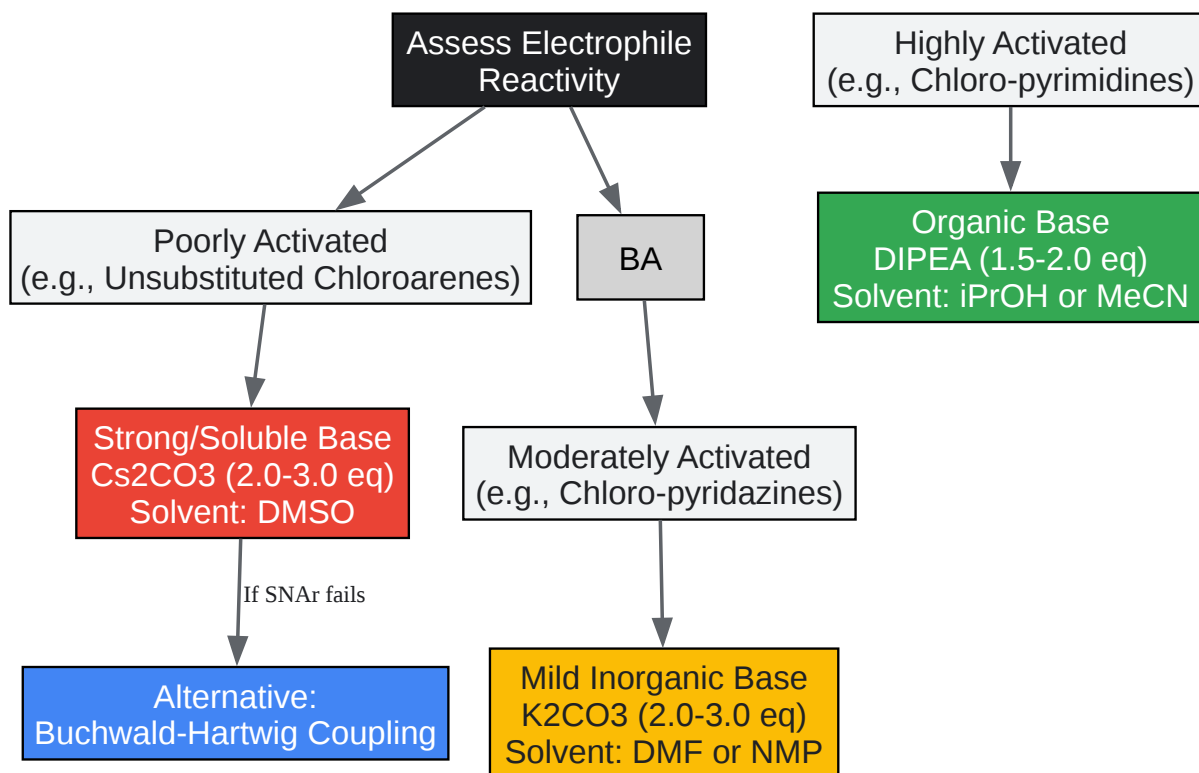 Assess Electrophile
Reactivity
Highly Activated
(e.g., Chloro-pyrimidines)
Poorly Activated
(e.g., Unsubstituted Chloroarenes)
BA
Organic Base
DIPEA (1.5-2.0 eq)
Solvent: iPrOH or MeCN
Strong/Soluble Base
Cs2CO3 (2.0-3.0 eq)
Solvent: DMSO
Moderately Activated
(e.g., Chloro-pyridazines)
If SNAr fails
Alternative:
Buchwald-Hartwig Coupling
Mild Inorganic Base
K2CO3 (2.0-3.0 eq)
Solvent: DMF or NMP